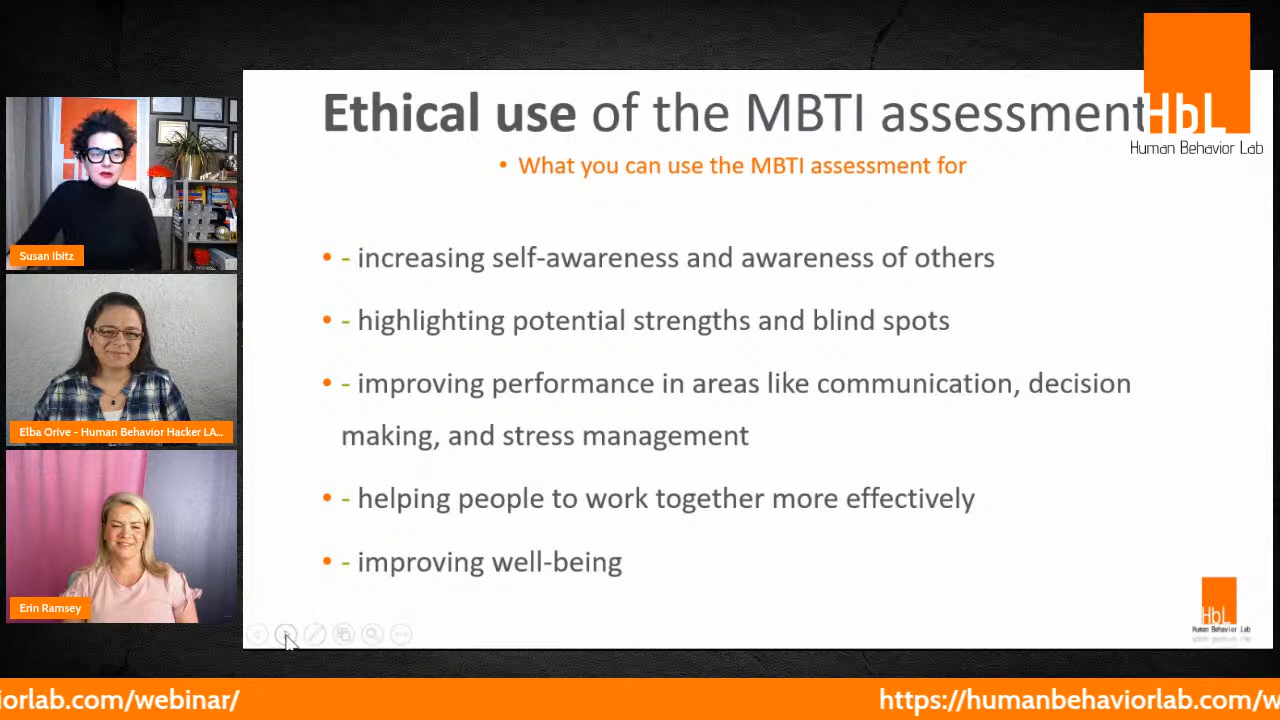 Ethical use of the MBTI assessment
HbL
Human Behavior Lab
• What you can use the MBTI assessment for
• - increasing self-awareness and awareness of others
• - highlighting potential strengths and blind spots
• - improving performance in areas like communication, decision
making, and stress management
• - helping people to work together more effectively
• - improving well-being
Susan Ibitz
Elba Orive - Human Behavior Hacker LA...
Erin Ramsey
HbL
Human Behavior Lab
iorlab.com/webinar/
https://humanbehaviorlab.com/w